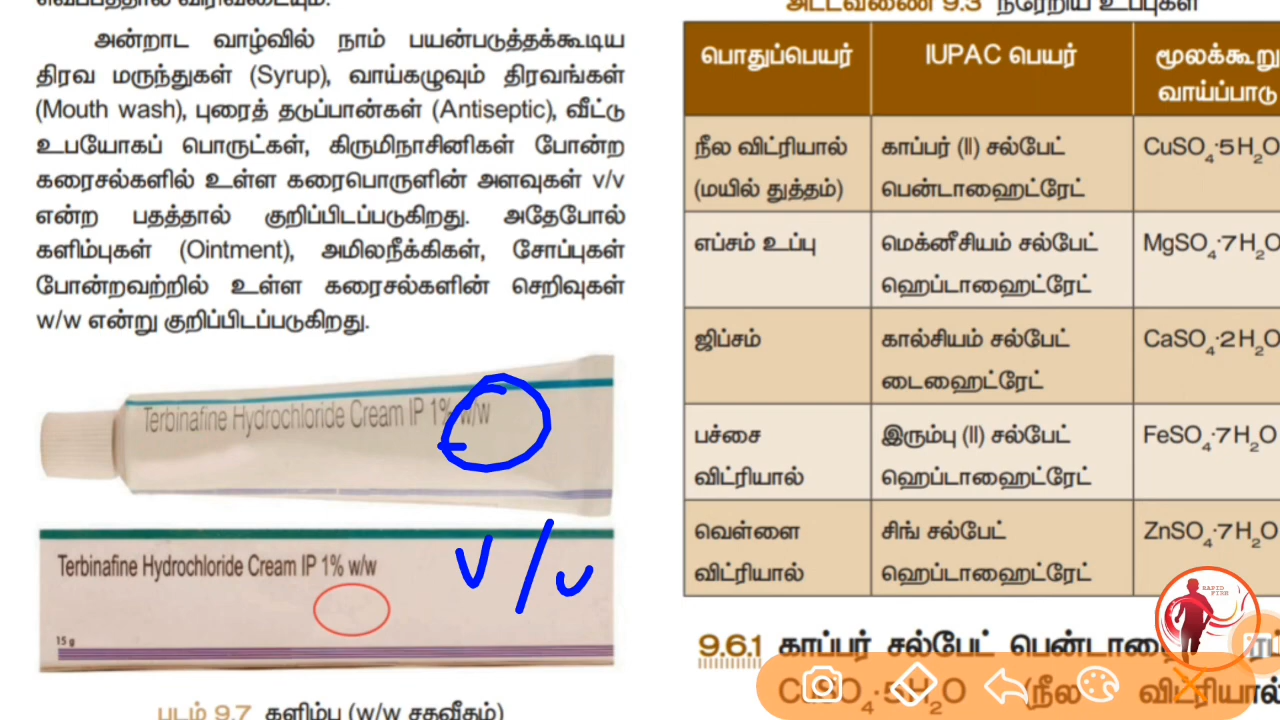 அன்றாட வாழ்வில் நாம் பயன்படுத்தக்கூடிய
திரவ மருந்துகள் (Syrup), வாய்கழுவும் திரவங்கள்
(Mouth wash), புரைத் தடுப்பான்கள் (Antiseptic), வீட்டு
உபயோகப் பொருட்கள், கிருமிநாசினிகள் போன்ற
கரைசல்களில் உள்ள கரைபொருளின் அளவுகள் v/v
என்ற பதத்தால் குறிப்பிடப்படுகிறது. அதேபோல்
களிம்புகள் (Ointment), அமிலநீக்கிகள், சோப்புகள்
போன்றவற்றில் உள்ள கரைசல்களின் செறிவுகள்
w/w என்று குறிப்பிடப்படுகிறது.
Terbinafine Hydrochloride Cream IP 1% w/w
Terbinafine Hydrochloride Cream IP 1% w/w
v/v
15 g
படம் 9.7 களிம்பு (w/w சதவீதம்)
அட்டவணை 9.3 நீரேறிய உப்புகள்
பொதுப்பெயர் IUPAC பெயர் மூலக்கூறு
வாய்ப்பாடு
நீல விட்ரியால் காப்பர் (II) சல்பேட் CuSO₄·5H₂O
(மயில் துத்தம்) பென்டாஹைட்ரேட்
எப்சம் உப்பு மெக்னீசியம் சல்பேட் MgSO₄·7H₂O
ஹெப்டாஹைட்ரேட்
ஜிப்சம் கால்சியம் சல்பேட் CaSO₄·2H₂O
டைஹைட்ரேட்
பச்சை இரும்பு (II) சல்பேட் FeSO₄·7H₂O
விட்ரியால் ஹெப்டாஹைட்ரேட்
வெள்ளை சிங் சல்பேட் ZnSO₄·7H₂O
விட்ரியால் ஹெப்டாஹைட்ரேட்
RAPID
FISH
9.6.1 காப்பர் சல்பேட்
CuSO₄·5H₂O (நீல விட்ரியால்